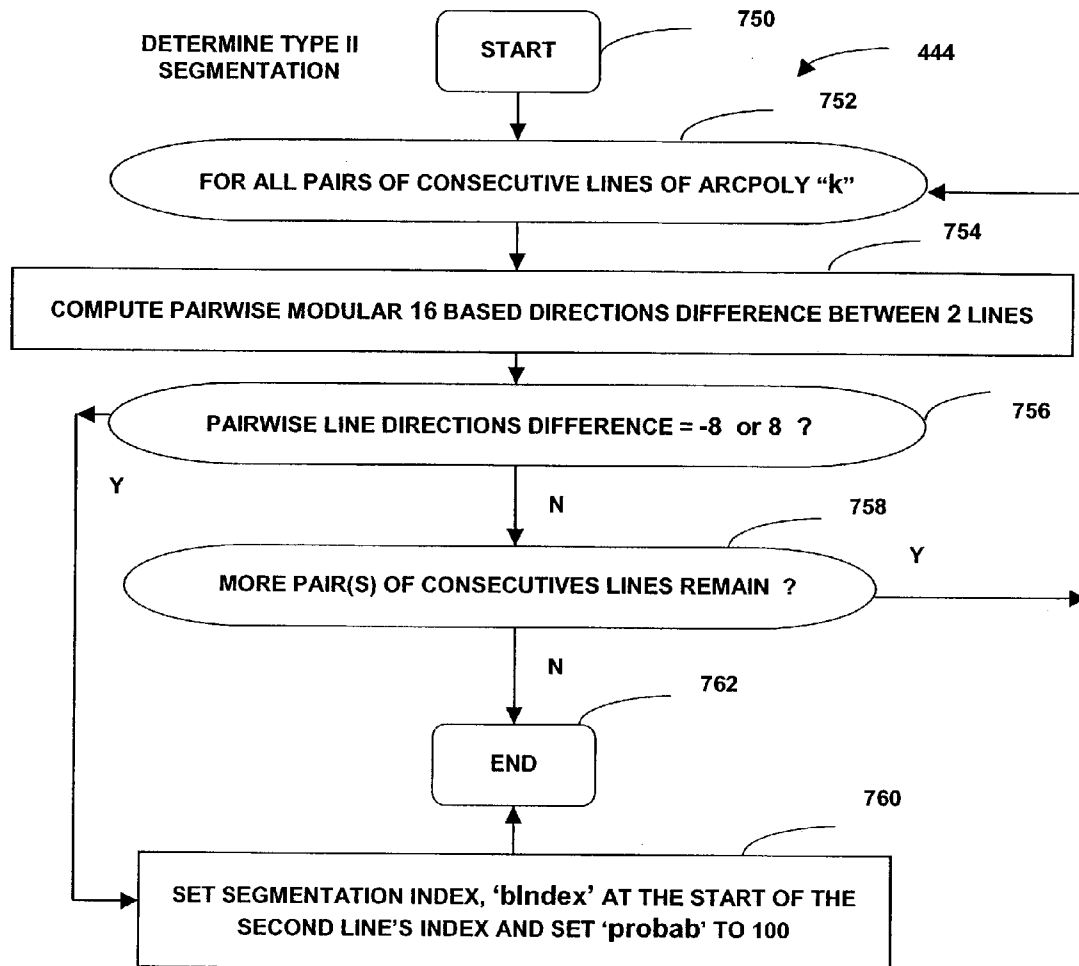 750
DETERMINE TYPE II
SEGMENTATION
START
444
752
FOR ALL PAIRS OF CONSECUTIVE LINES OF ARCPOLY “k”
754
COMPUTE PAIRWISE MODULAR 16 BASED DIRECTIONS DIFFERENCE BETWEEN 2 LINES
PAIRWISE LINE DIRECTIONS DIFFERENCE = -8 or 8 ?
756
Y
N
758
Y
MORE PAIR(S) OF CONSECUTIVES LINES REMAIN ?
N
762
END
760
SET SEGMENTATION INDEX, ‘bIndex’ AT THE START OF THE
SECOND LINE’S INDEX AND SET ‘probab’ TO 100